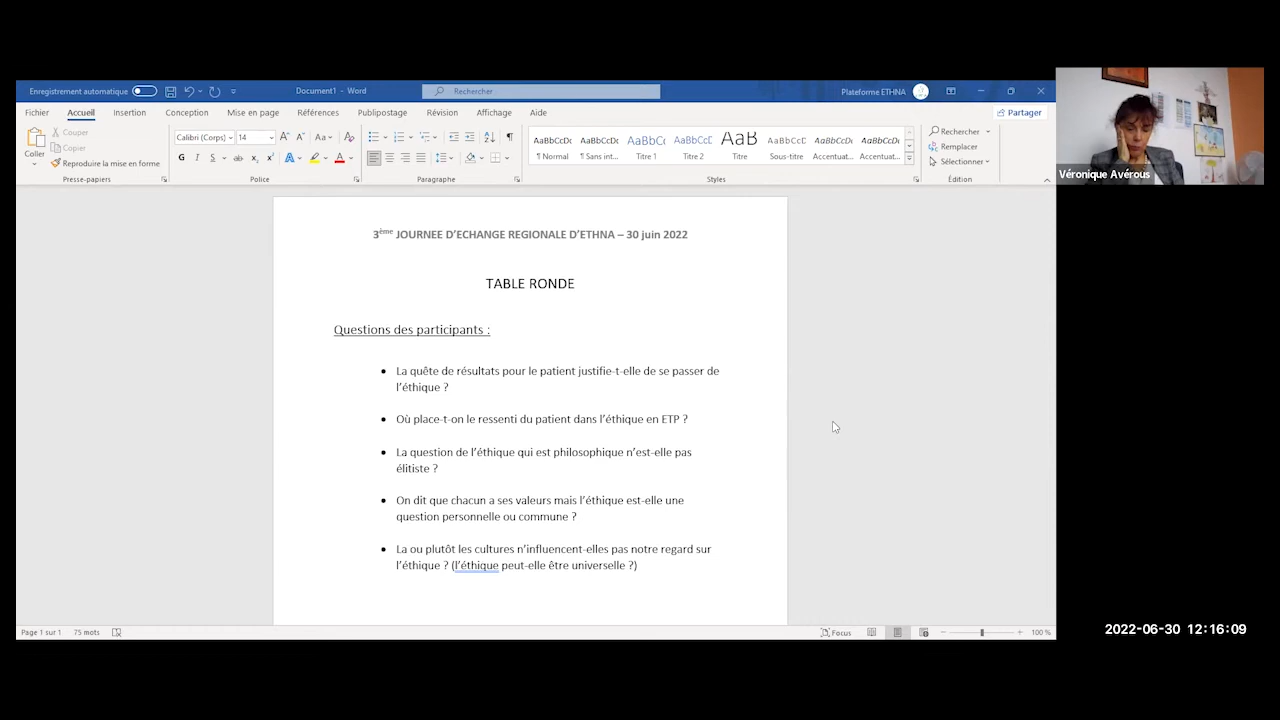 Enregistrement automatique
Document1 - Word
Rechercher
Plateforme ETHNA
Fichier
Accueil
Insertion
Conception
Mise en page
Références
Publipostage
Révision
Affichage
Aide
Partager
Coller
Couper
Copier
Reproduire la mise en forme
Presse-papiers
Calibri (Corps)
14
Police
Paragraphe
AaBbCcDc
¶ Normal
AaBbCcDc
¶ Sans int...
AaBbCc
Titre 1
AaBbCcD
Titre 2
AaB
Titre
AaBbCcD
Sous-titre
AaBbCcDc
Accentuat...
AaBbCcDc
Accentuat...
Styles
Rechercher
Remplacer
Sélectionner
Édition
Véronique Avérous
3ème JOURNEE D'ECHANGE REGIONALE D'ETHNA – 30 juin 2022
TABLE RONDE
Questions des participants :
• La quête de résultats pour le patient justifie-t-elle de se passer de
l'éthique ?
• Où place-t-on le ressenti du patient dans l'éthique en ETP ?
• La question de l'éthique qui est philosophique n'est-elle pas
élitiste ?
• On dit que chacun a ses valeurs mais l'éthique est-elle une
question personnelle ou commune ?
• La ou plutôt les cultures n'influencent-elles pas notre regard sur
l'éthique ? (l'éthique peut-elle être universelle ?)
Page 1 sur 1
75 mots
Focus
100 %
2022-06-30 12:16:09